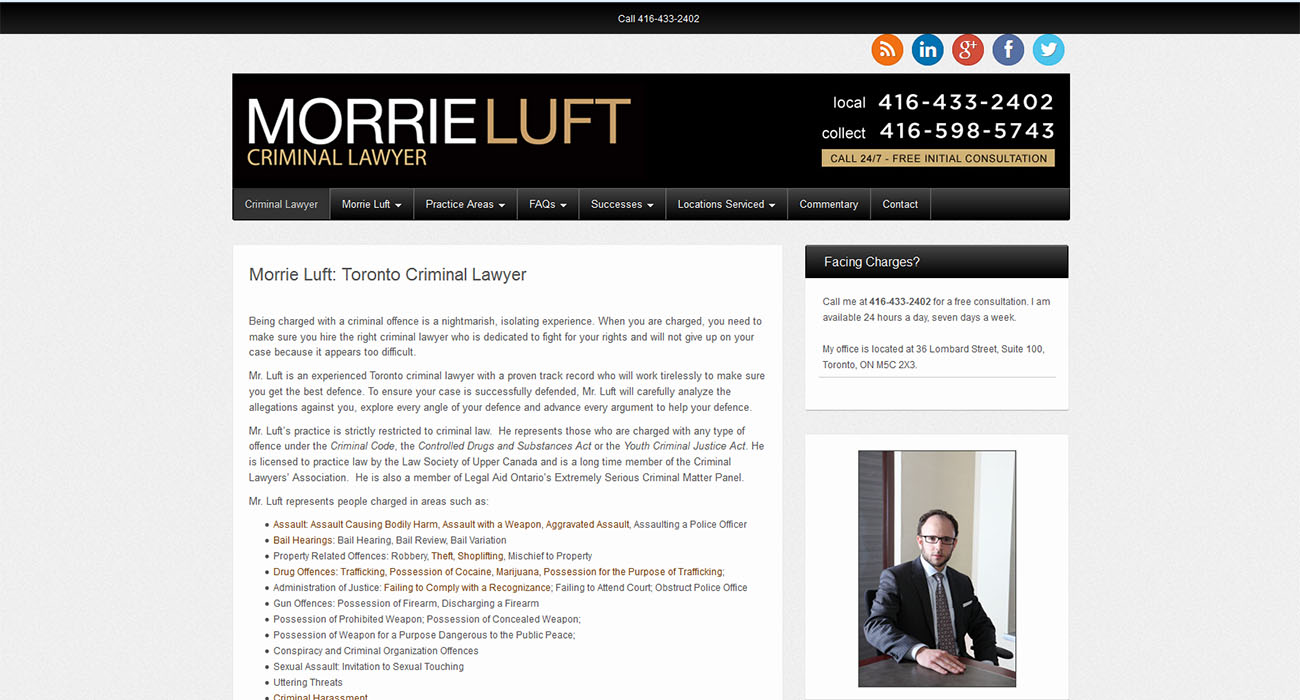 Call 416-433-2402
MORRIE LUFT
CRIMINAL LAWYER
local 416-433-2402
collect 416-598-5743
CALL 24/7 - FREE INITIAL CONSULTATION
Criminal Lawyer
Morrie Luft
Practice Areas
FAQs
Successes
Locations Serviced
Commentary
Contact
Morrie Luft: Toronto Criminal Lawyer
Being charged with a criminal offence is a nightmarish, isolating experience. When you are charged, you need to
make sure you hire the right criminal lawyer who is dedicated to fight for your rights and will not give up on your
case because it appears too difficult.
Mr. Luft is an experienced Toronto criminal lawyer with a proven track record who will work tirelessly to make sure
you get the best defence. To ensure your case is successfully defended, Mr. Luft will carefully analyze the
allegations against you, explore every angle of your defence and advance every argument to help your defence.
Mr. Luft's practice is strictly restricted to criminal law. He represents those who are charged with any type of
offence under the Criminal Code, the Controlled Drugs and Substances Act or the Youth Criminal Justice Act. He
is licensed to practice law by the Law Society of Upper Canada and is a long time member of the Criminal
Lawyers' Association. He is also a member of Legal Aid Ontario's Extremely Serious Criminal Matter Panel.
Mr. Luft represents people charged in areas such as:
• Assault: Assault Causing Bodily Harm, Assault with a Weapon, Aggravated Assault, Assaulting a Police Officer
• Bail Hearings: Bail Hearing, Bail Review, Bail Variation
• Property Related Offences: Robbery, Theft, Shoplifting, Mischief to Property
• Drug Offences: Trafficking, Possession of Cocaine, Marijuana, Possession for the Purpose of Trafficking;
• Administration of Justice: Failing to Comply with a Recognizance; Failing to Attend Court; Obstruct Police Office
• Gun Offences: Possession of Firearm, Discharging a Firearm
• Possession of Prohibited Weapon; Possession of Concealed Weapon;
• Possession of Weapon for a Purpose Dangerous to the Public Peace;
• Conspiracy and Criminal Organization Offences
• Sexual Assault: Invitation to Sexual Touching
• Uttering Threats
• Criminal Harassment
Facing Charges?
Call me at 416-433-2402 for a free consultation. I am
available 24 hours a day, seven days a week.
My office is located at 36 Lombard Street, Suite 100,
Toronto, ON M5C 2X3.